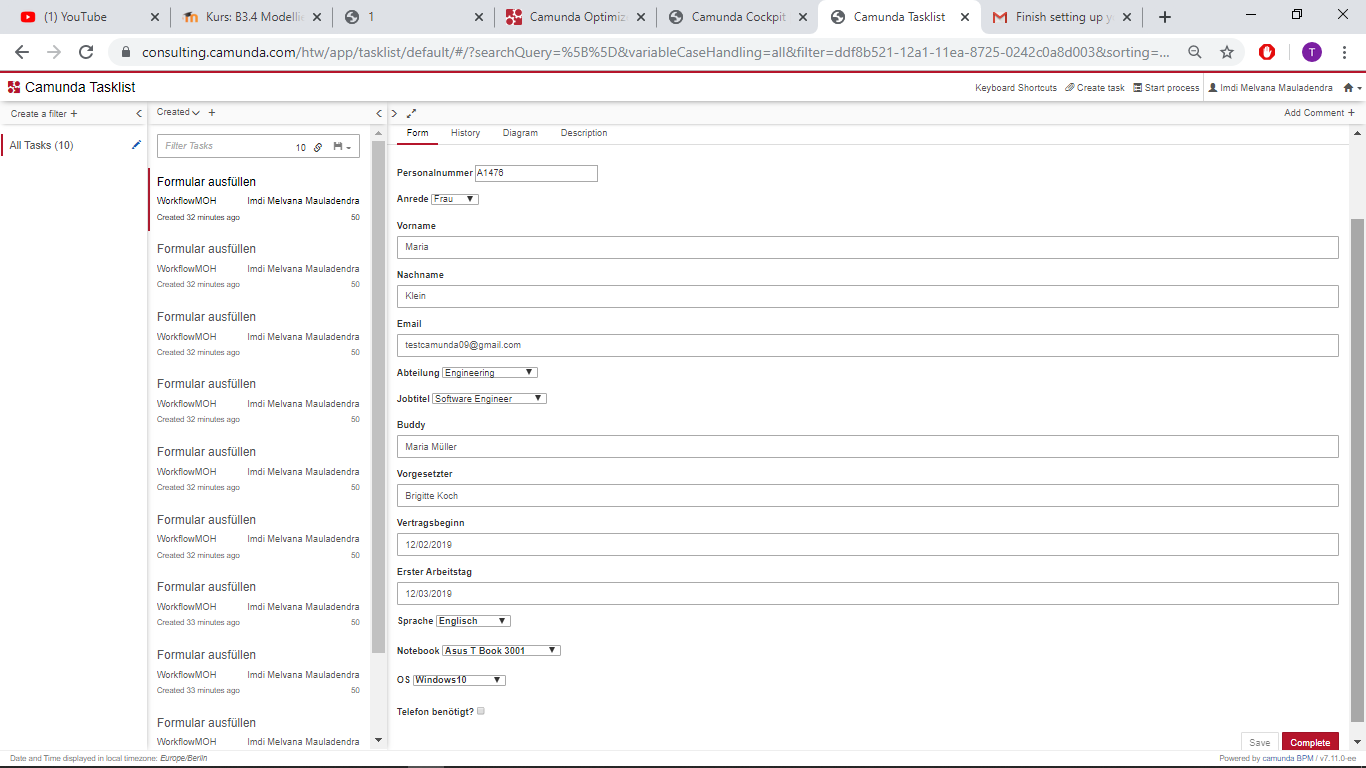 (1) YouTube
Kurs: B3.4 Modelli
1
Camunda Optimiz
Camunda Cockpit
Camunda Tasklist
Finish setting up y
consulting.camunda.com/htw/app/tasklist/default/#/?searchQuery=%5B%5D&variableCaseHandling=all&filter=ddf8b521-12a1-11ea-8725-0242c0a8d003&sorting=...
T
Camunda Tasklist
Keyboard Shortcuts
Create task
Start process
Imdi Melvana Mauladendra
Create a filter +
Created
+
Add Comment +
All Tasks (10)
Filter Tasks
10
Formular ausfüllen
WorkflowMOH Imdi Melvana Mauladendra
Created 32 minutes ago 50
Formular ausfüllen
WorkflowMOH Imdi Melvana Mauladendra
Created 32 minutes ago 50
Formular ausfüllen
WorkflowMOH Imdi Melvana Mauladendra
Created 32 minutes ago 50
Formular ausfüllen
WorkflowMOH Imdi Melvana Mauladendra
Created 32 minutes ago 50
Formular ausfüllen
WorkflowMOH Imdi Melvana Mauladendra
Created 32 minutes ago 50
Formular ausfüllen
WorkflowMOH Imdi Melvana Mauladendra
Created 32 minutes ago 50
Formular ausfüllen
WorkflowMOH Imdi Melvana Mauladendra
Created 33 minutes ago 50
Formular ausfüllen
WorkflowMOH Imdi Melvana Mauladendra
Created 33 minutes ago 50
Formular ausfüllen
WorkflowMOH Imdi Melvana Mauladendra
Form History Diagram Description
Personalnummer A1476
Anrede Frau
Vorname
Maria
Nachname
Klein
Email
testcamunda09@gmail.com
Abteilung Engineering
Jobtitel Software Engineer
Buddy
Maria Müller
Vorgesetzter
Brigitte Koch
Vertragsbeginn
12/02/2019
Erster Arbeitstag
12/03/2019
Sprache Englisch
Notebook Asus T Book 3001
OS Windows10
Telefon benötigt?
Save Complete
Date and Time displayed in local timezone: Europe/Berlin
Powered by camunda BPM / v7.11.0-ee